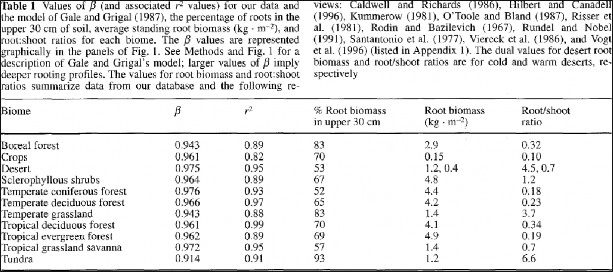 Table 1 Values of β (and associated r² values) for our data and
the model of Gale and Grigal (1987), the percentage of roots in the
upper 30 cm of soil, average standing root biomass (kg · m⁻²), and
root:shoot ratios for each biome. The β values are represented
graphically in the panels of Fig. 1. See Methods and Fig. 1 for a
description of Gale and Grigal's model; larger values of β imply
deeper rooting profiles. The values for root biomass and root:shoot
ratios summarize data from our database and the following re-
views: Caldwell and Richards (1986), Hilbert and Canadell
(1996), Kummerow (1981), O'Toole and Bland (1987), Risser et
al. (1981), Rodin and Bazilevich (1967), Rundel and Nobel
(1991), Santantonio et al. (1977), Viereck et al. (1986), and Vogt
et al. (1996) (listed in Appendix 1). The dual values for desert root
biomass and root/shoot ratios are for cold and warm deserts, re-
spectively
Biome β r² % Root biomass Root biomass Root/shoot
in upper 30 cm (kg · m⁻²) ratio
Boreal forest 0.943 0.89 83 2.9 0.32
Crops 0.961 0.82 70 0.15 0.10
Desert 0.975 0.95 53 1.2, 0.4 4.5, 0.7
Sclerophyllous shrubs 0.964 0.89 67 4.8 1.2
Temperate coniferous forest 0.976 0.93 52 4.4 0.18
Temperate deciduous forest 0.966 0.97 65 4.2 0.23
Temperate grassland 0.943 0.88 83 1.4 3.7
Tropical deciduous forest 0.961 0.99 70 4.1 0.34
Tropical evergreen forest 0.962 0.89 69 4.9 0.19
Tropical grassland savanna 0.972 0.95 57 1.4 0.7
Tundra 0.914 0.91 93 1.2 6.6